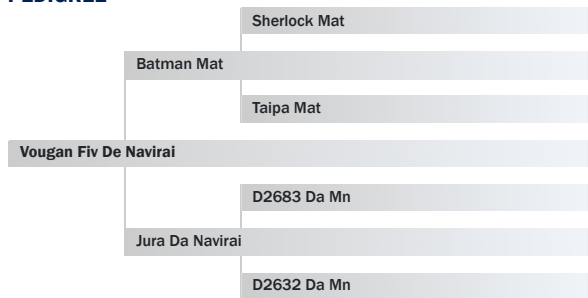 Sherlock Mat
Batman Mat
Taipa Mat
Vougan Fiv De Navirai
D2683 Da Mn
Jura Da Navirai
D2632 Da Mn